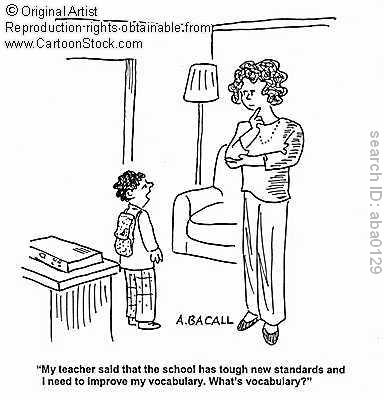 © Original Artist
Reproduction rights obtainable from
www.CartoonStock.com
search ID: aba0129
A.BACALL
“My teacher said that the school has tough new standards and
I need to improve my vocabulary. What's vocabulary?”